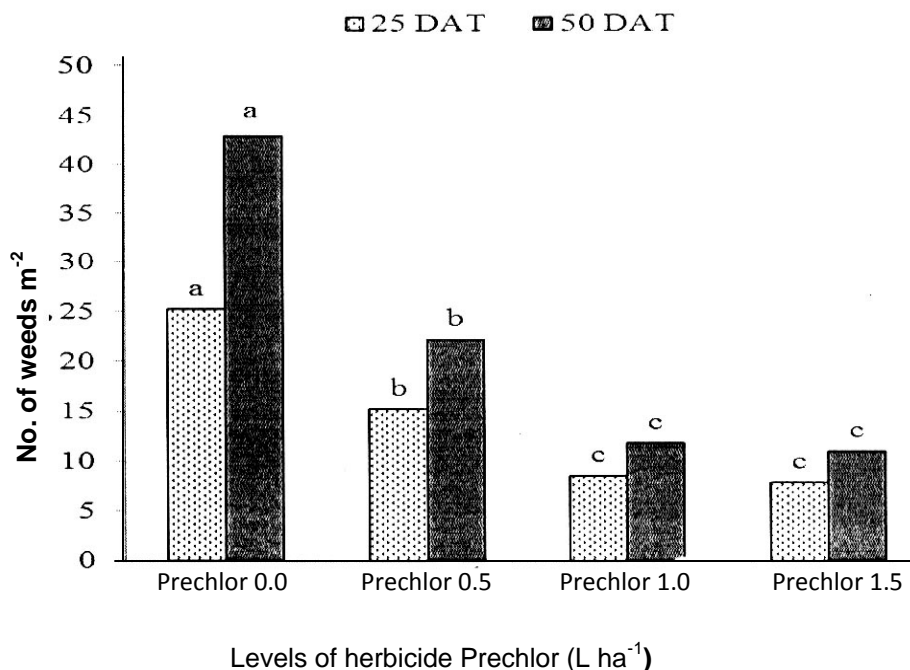 25 DAT 50 DAT
50
45
40
35
30
25
20
15
10
5
0
No. of weeds m⁻²
a
a
b
b
c
c
c
c
Prechlor 0.0 Prechlor 0.5 Prechlor 1.0 Prechlor 1.5
Levels of herbicide Prechlor (L ha⁻¹)